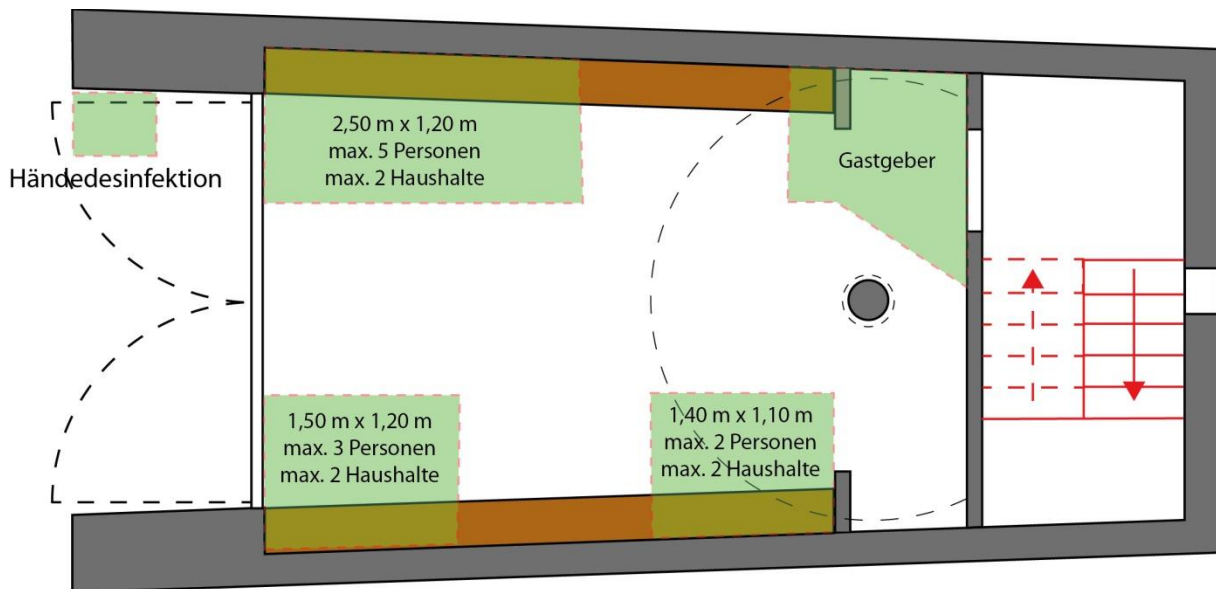 2,50 m x 1,20 m
max. 5 Personen
max. 2 Haushalte
Händedesinfektion
Gastgeber
1,50 m x 1,20 m
max. 3 Personen
max. 2 Haushalte
1,40 m x 1,10 m
max. 2 Personen
max. 2 Haushalte